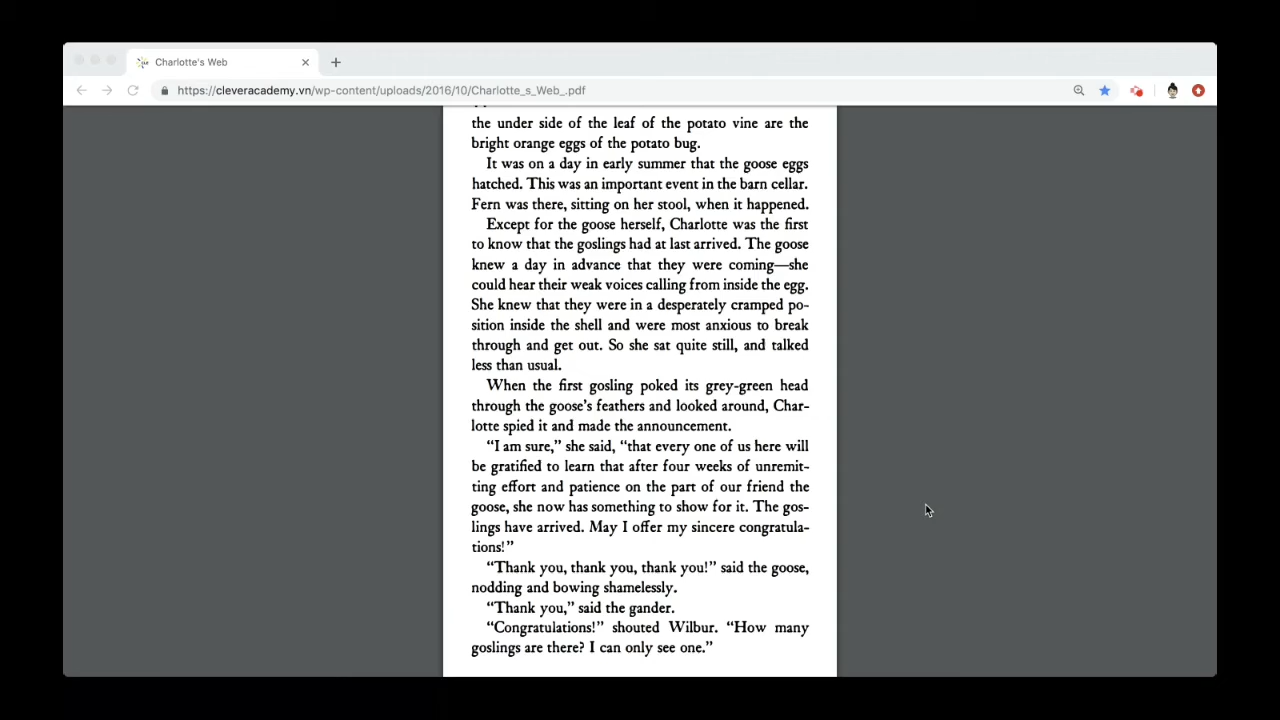 Charlotte's Web
https://cleveracademy.vn/wp-content/uploads/2016/10/Charlotte_s_Web_.pdf
the under side of the leaf of the potato vine are the
bright orange eggs of the potato bug.
It was on a day in early summer that the goose eggs
hatched. This was an important event in the barn cellar.
Fern was there, sitting on her stool, when it happened.
Except for the goose herself, Charlotte was the first
to know that the goslings had at last arrived. The goose
knew a day in advance that they were coming—she
could hear their weak voices calling from inside the egg.
She knew that they were in a desperately cramped po-
sition inside the shell and were most anxious to break
through and get out. So she sat quite still, and talked
less than usual.
When the first gosling poked its grey-green head
through the goose's feathers and looked around, Char-
lotte spied it and made the announcement.
“I am sure,” she said, “that every one of us here will
be gratified to learn that after four weeks of unremit-
ting effort and patience on the part of our friend the
goose, she now has something to show for it. The gos-
lings have arrived. May I offer my sincere congratula-
tions!”
“Thank you, thank you, thank you!” said the goose,
nodding and bowing shamelessly.
“Thank you,” said the gander.
“Congratulations!” shouted Wilbur. “How many
goslings are there? I can only see one.”